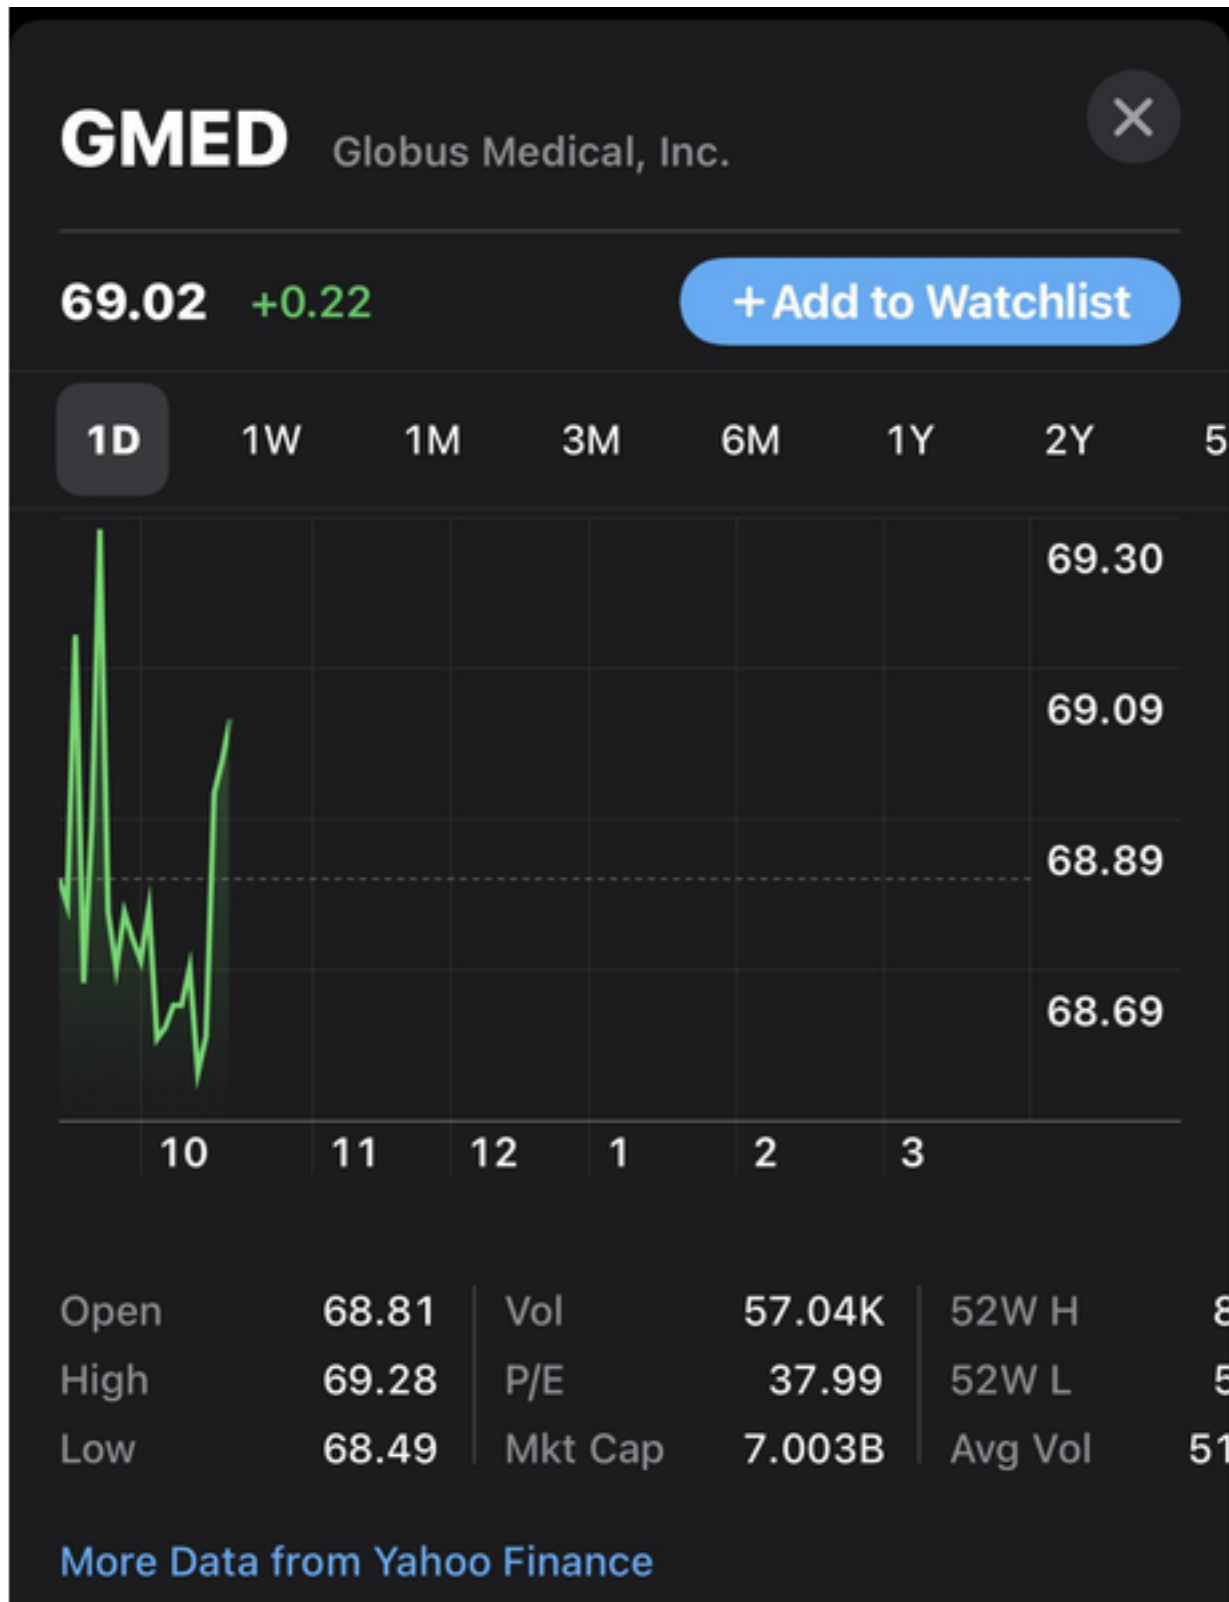 GMED Globus Medical, Inc.
69.02 +0.22 +Add to Watchlist
1D 1W 1M 3M 6M 1Y 2Y
69.30
69.09
68.89
68.69
10 11 12 1 2 3
Open 68.81 Vol 57.04K 52W H
High 69.28 P/E 37.99 52W L
Low 68.49 Mkt Cap 7.003B Avg Vol
More Data from Yahoo Finance